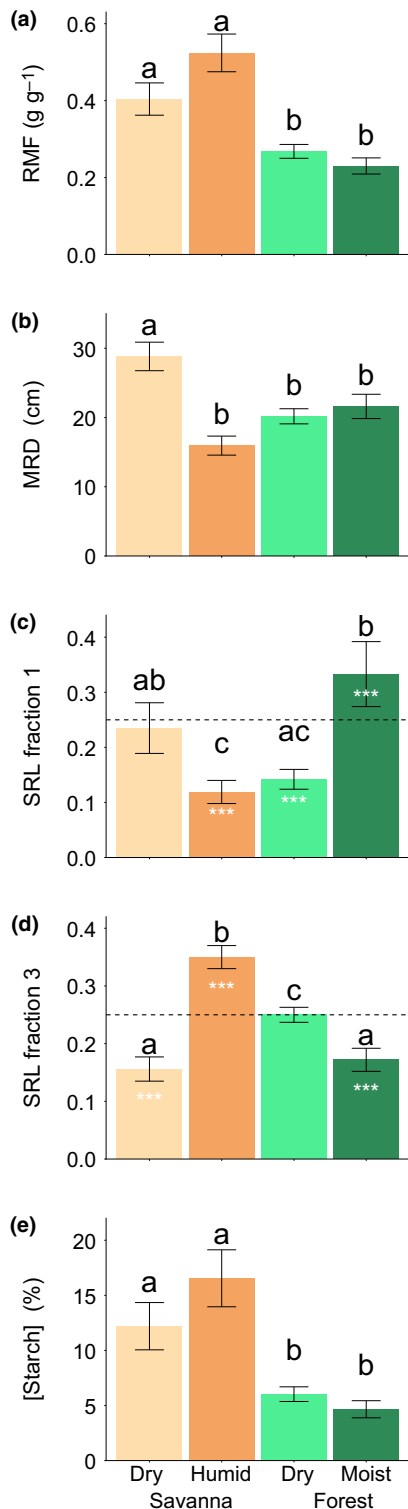 (a)
RMF (g g⁻¹)
0.6
0.4
0.2
0.0
a
a
b
b
(b)
MRD (cm)
30
20
10
0
a
b
b
b
(c)
SRL fraction 1
0.4
0.3
0.2
0.1
0.0
ab
c
ac
b
***
***
***
(d)
SRL fraction 3
0.4
0.3
0.2
0.1
0.0
a
b
c
a
***
***
***
(e)
[Starch] (%)
20
15
10
5
0
a
a
b
b
Dry Humid Dry Moist
Savanna Forest